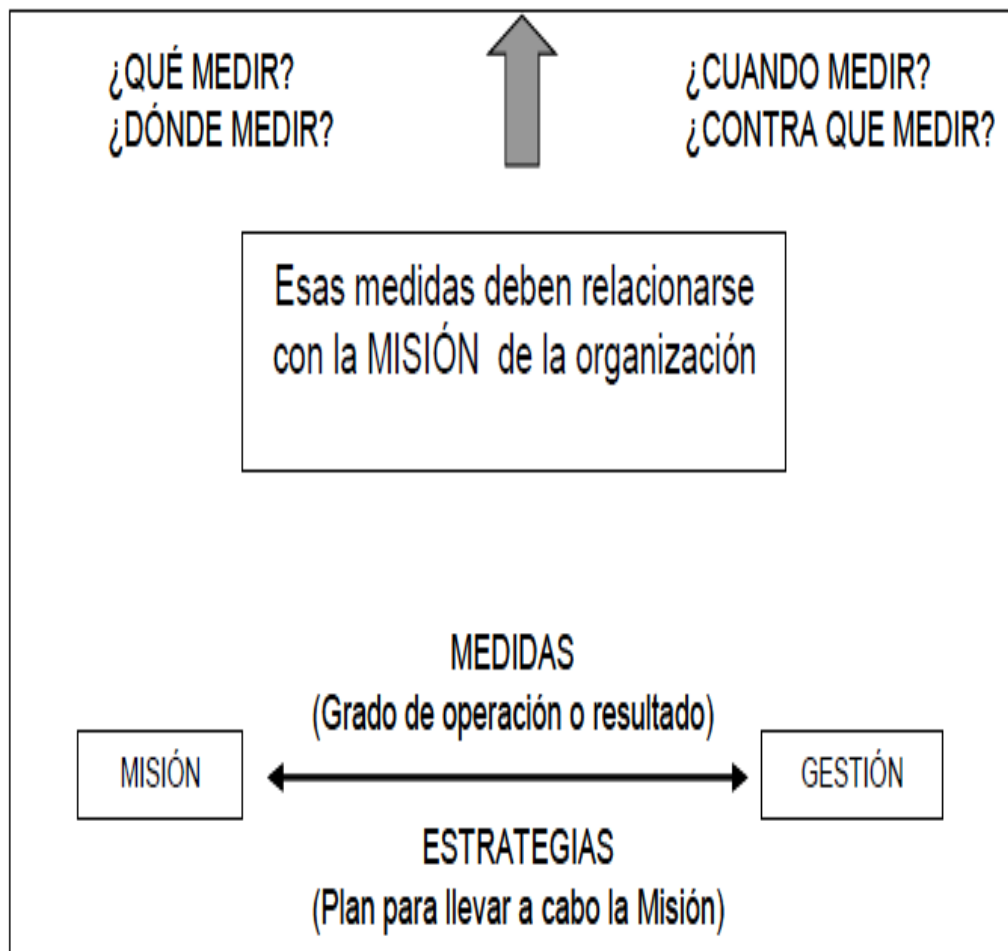 ¿QUÉ MEDIR?
¿DÓNDE MEDIR?
¿CUANDO MEDIR?
¿CONTRA QUE MEDIR?
Esas medidas deben relacionarse
con la MISIÓN de la organización
MEDIDAS
(Grado de operación o resultado)
MISIÓN
GESTIÓN
ESTRATEGIAS
(Plan para llevar a cabo la Misión)